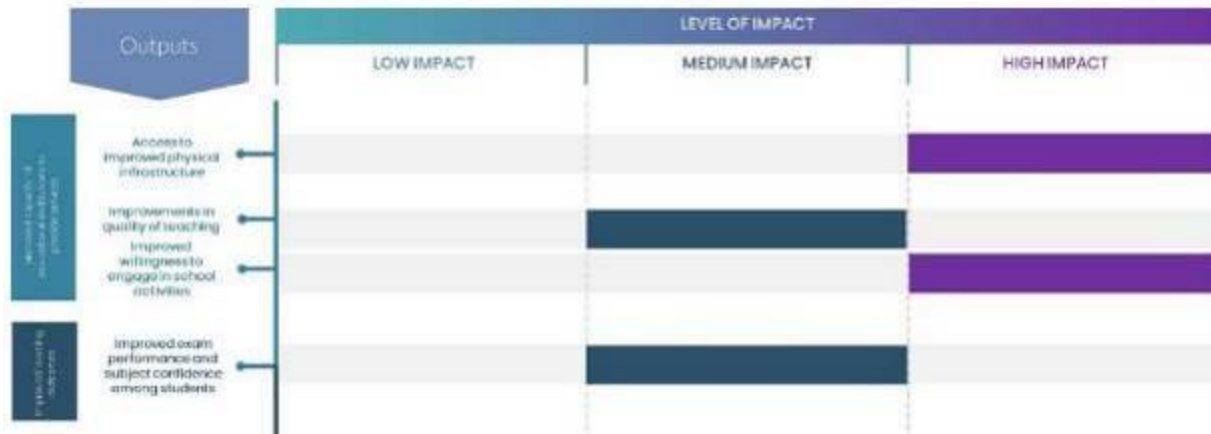 Outputs
LEVEL OF IMPACT
LOW IMPACT
MEDIUM IMPACT
HIGH IMPACT
Access to
improved physical
infrastructure
Improvements in
quality of teaching
Improved
willingness to
engage in school
activities
Improved exam
performance and
subject confidence
among students